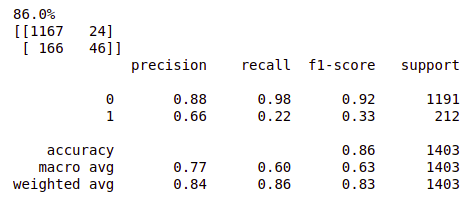 86.0%
[[1167   24]
 [ 166   46]]
              precision    recall  f1-score   support

           0       0.88      0.98      0.92      1191
           1       0.66      0.22      0.33       212

    accuracy                           0.86      1403
   macro avg       0.77      0.60      0.63      1403
weighted avg       0.84      0.86      0.83      1403